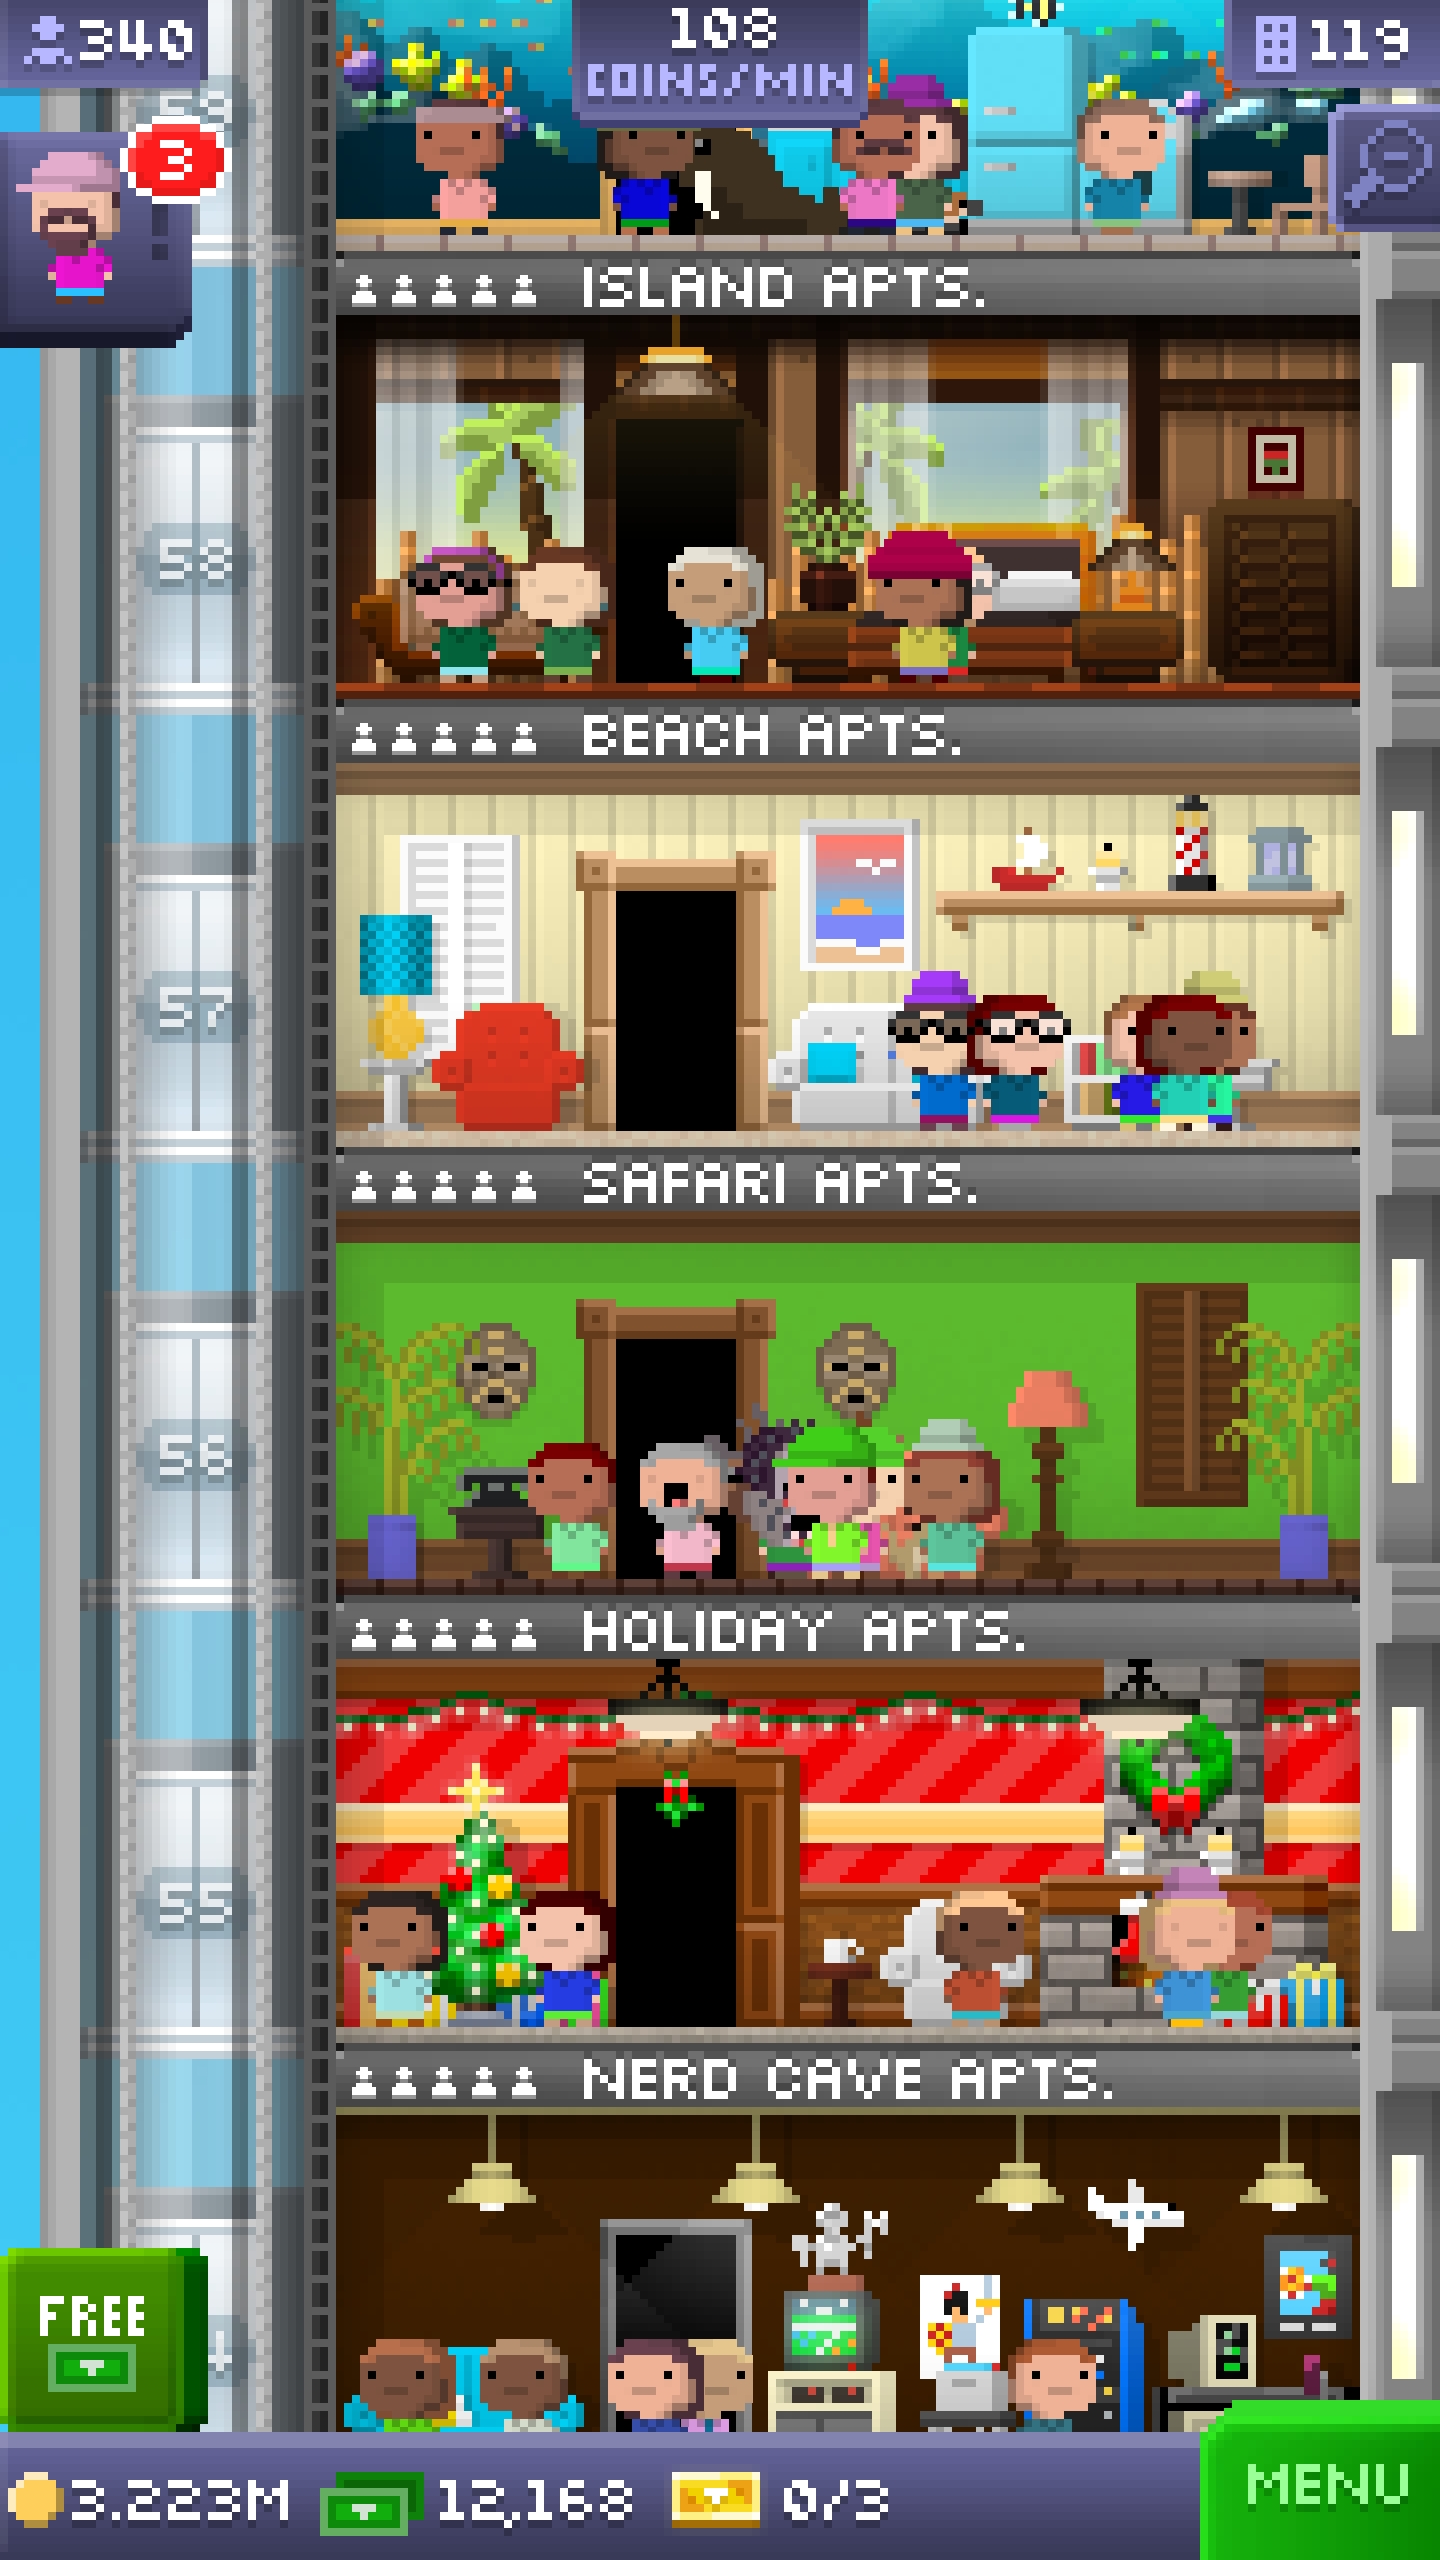 340
108
COINS/MIN
119
3
58
ISLAND APTS.
58
BEACH APTS.
57
SAFARI APTS.
56
HOLIDAY APTS.
55
NERD CAVE APTS.
FREE
3.223M
12,168
0/3
MENU